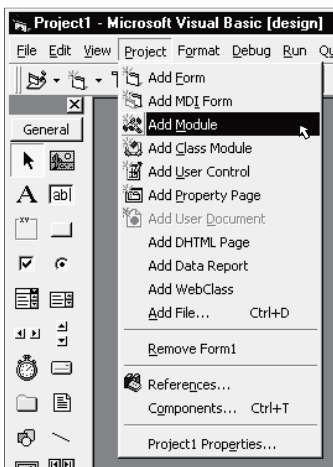 Project1 - Microsoft Visual Basic [design]
File Edit View Project Format Debug Run Qu
General
Add Form
Add MDI Form
Add Module
Add Class Module
Add User Control
Add Property Page
Add User Document
Add DHTML Page
Add Data Report
Add WebClass
Add File... Ctrl+D
Remove Form1
References...
Components... Ctrl+T
Project1 Properties...
A ab|
xy